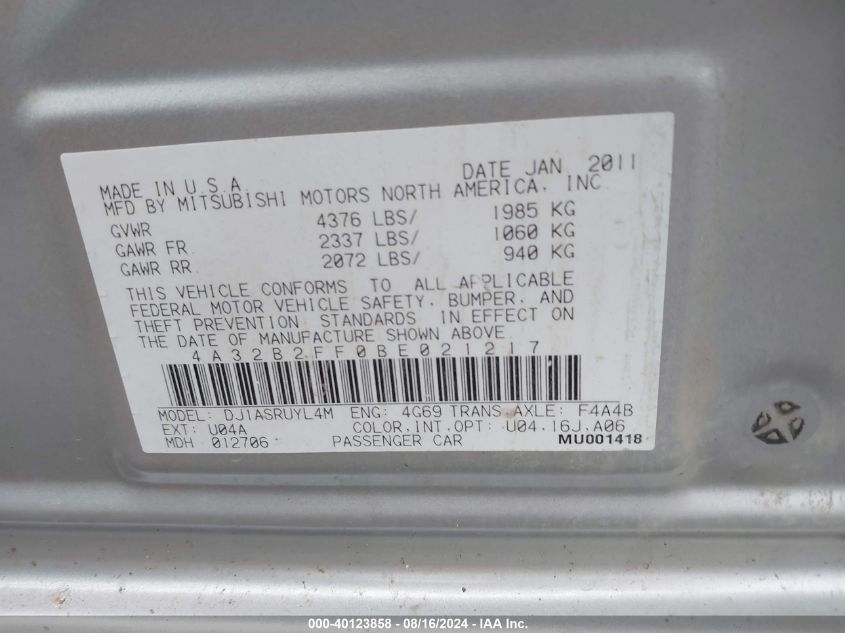 MADE IN U.S.A. DATE JAN 2011
MFD BY MITSUBISHI MOTORS NORTH AMERICA, INC
GVWR 4376 LBS/ 1985 KG
GAWR FR. 2337 LBS/ 1060 KG
GAWR RR. 2072 LBS/ 940 KG
THIS VEHICLE CONFORMS TO ALL APPLICABLE
FEDERAL MOTOR VEHICLE SAFETY, BUMPER, AND
THEFT PREVENTION STANDARDS IN EFFECT ON
THE DATE OF MANUFACTURE SHOWN ABOVE
4A32B2FF0BE021217
MODEL: DJ1ASRUYL4M ENG: 4G69 TRANS.AXLE: F4A4B
EXT: U04A COLOR.INT.OPT: U04.16J.A06
MDH 012706 PASSENGER CAR MU001418
000-40123858 - 08/16/2024 - IAA Inc.